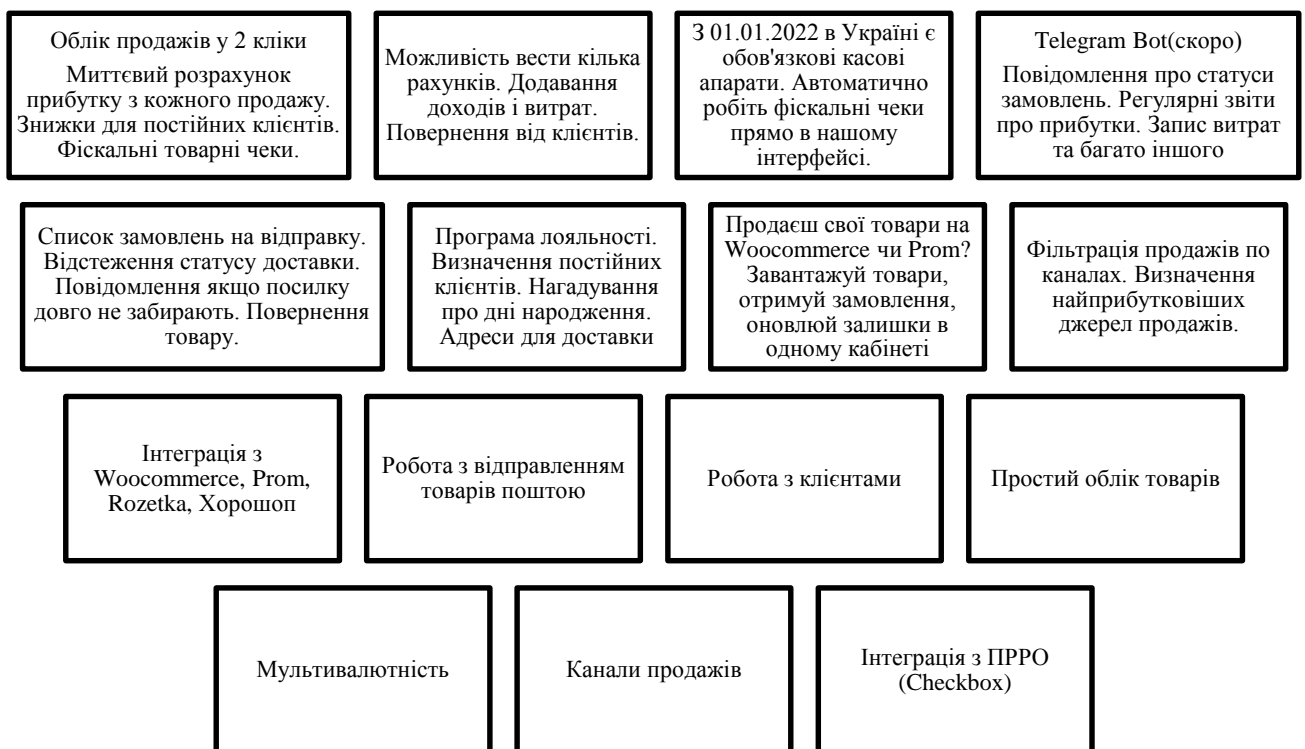 Облік продажів у 2 кліки
Миттєвий розрахунок
прибутку з кожного продажу.
Знижки для постійних клієнтів.
Фіскальні товарні чеки.
Можливість вести кілька
рахунків. Додавання
доходів і витрат.
Повернення від клієнтів.
З 01.01.2022 в Україні є
обов'язкові касові
апарати. Автоматично
робіть фіскальні чеки
прямо в нашому
інтерфейсі.
Telegram Bot(скоро)
Повідомлення про статуси
замовлень. Регулярні звіти
про прибутки. Запис витрат
та багато іншого
Список замовлень на відправку.
Відстеження статусу доставки.
Повідомлення якщо посилку
довго не забирають. Повернення
товару.
Програма лояльності.
Визначення постійних
клієнтів. Нагадування
про дні народження.
Адреси для доставки
Продаєш свої товари на
Woocommerce чи Prom?
Завантажуй товари,
отримуй замовлення,
оновлюй залишки в
одному кабінеті
Фільтрація продажів по
каналах. Визначення
найприбутковіших
джерел продажів.
Інтеграція з
Woocommerce, Prom,
Rozetka, Хорошоп
Робота з відправленням
товарів поштою
Робота з клієнтами
Простий облік товарів
Мультивалютність
Канали продажів
Інтеграція з ПРРО
(Checkbox)